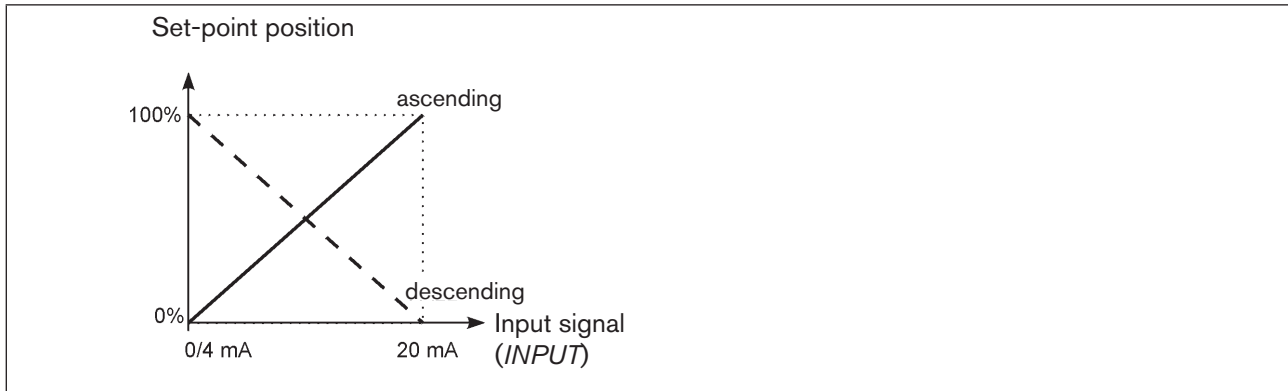 Set-point position
100%
ascending
descending
0%
Input signal
(INPUT)
0/4 mA
20 mA